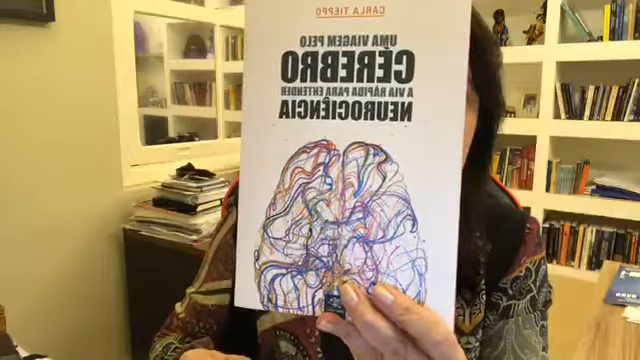 CARLA TIEPPO
UMA VIAGEM PELO
CÉREBRO
A VIA RÁPIDA PARA ENTENDER
NEUROCIÊNCIA